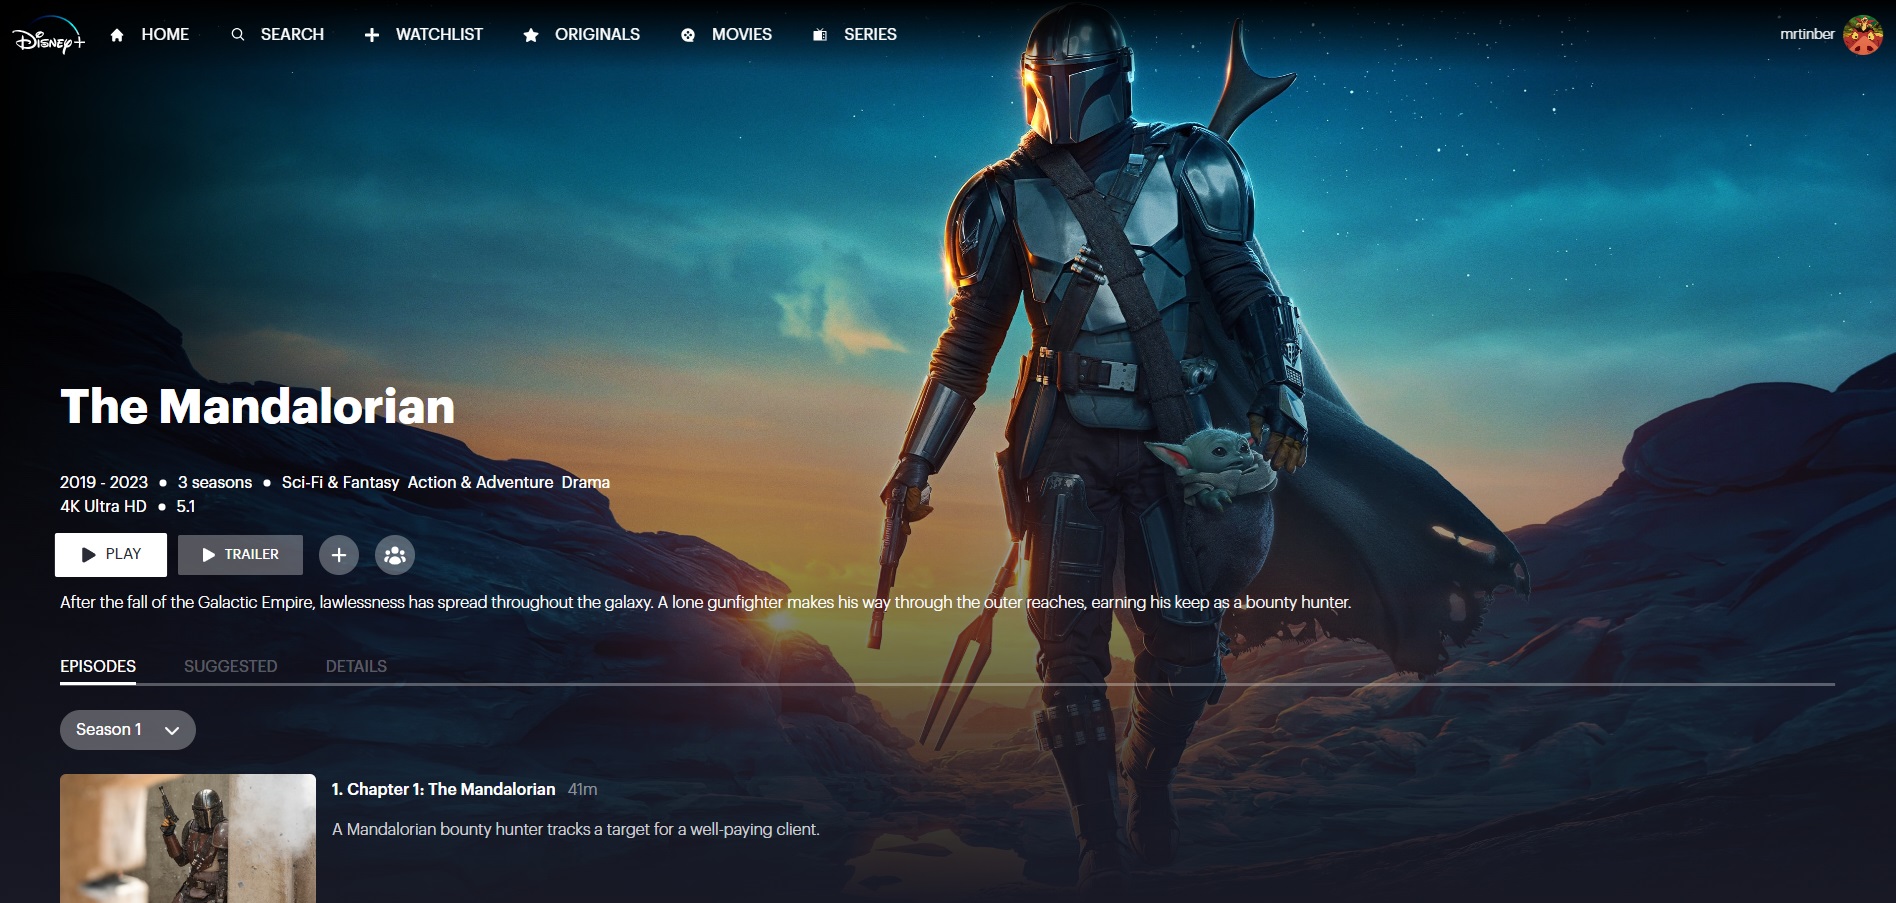 Disney+
HOME
SEARCH
WATCHLIST
ORIGINALS
MOVIES
SERIES
mrtinber
The Mandalorian
2019 - 2023 • 3 seasons • Sci-Fi & Fantasy Action & Adventure Drama
4K Ultra HD • 5.1
PLAY
TRAILER
After the fall of the Galactic Empire, lawlessness has spread throughout the galaxy. A lone gunfighter makes his way through the outer reaches, earning his keep as a bounty hunter.
EPISODES
SUGGESTED
DETAILS
Season 1
1. Chapter 1: The Mandalorian 41m
A Mandalorian bounty hunter tracks a target for a well-paying client.